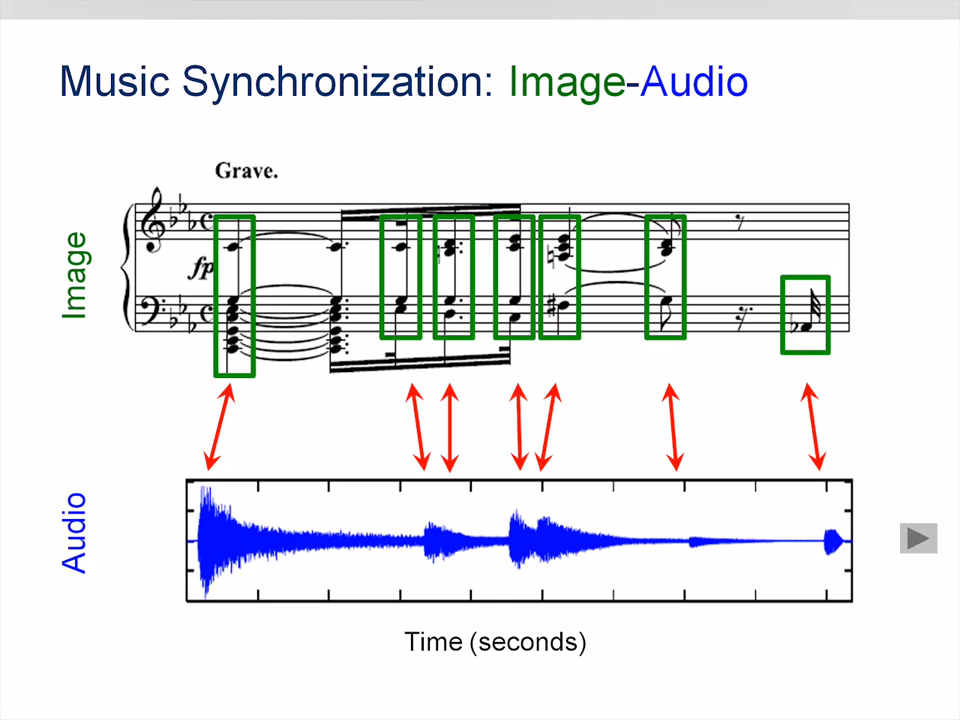 Music Synchronization: Image-Audio
Grave.
Image
fp
Audio
Time (seconds)